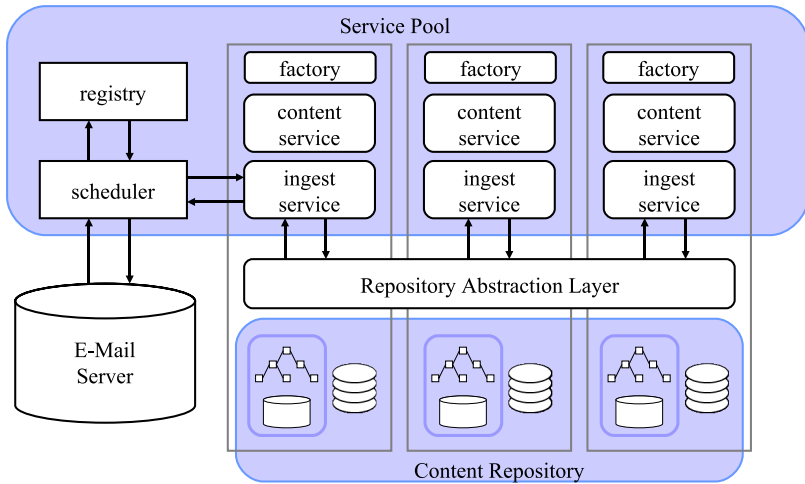 Service Pool
registry
scheduler
factory
content
service
ingest
service
factory
content
service
ingest
service
factory
content
service
ingest
service
Repository Abstraction Layer
E-Mail
Server
Content Repository